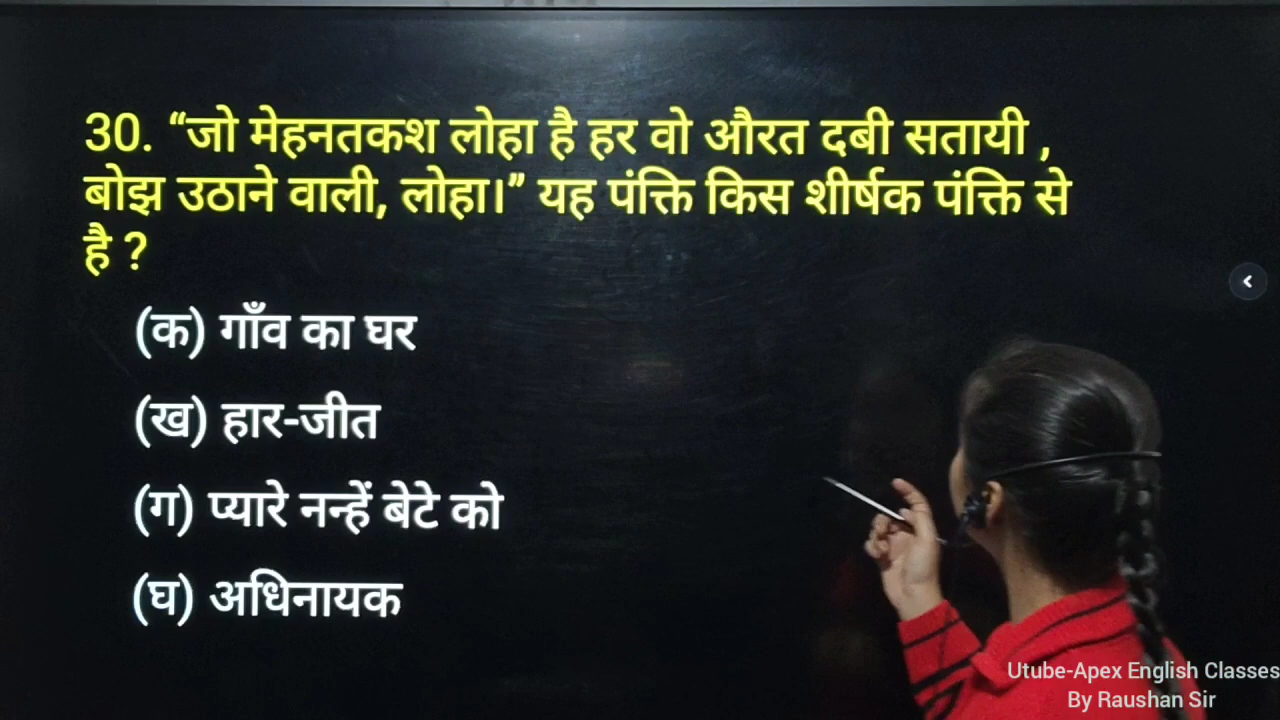 30. “जो मेहनतकश लोहा है हर वो औरत दबी सतायी ,
बोझ उठाने वाली, लोहा।” यह पंक्ति किस शीर्षक पंक्ति से
है ?
(क) गाँव का घर
(ख) हार-जीत
(ग) प्यारे नन्हें बेटे को
(घ) अधिनायक
Utube-Apex English Classes
By Raushan Sir